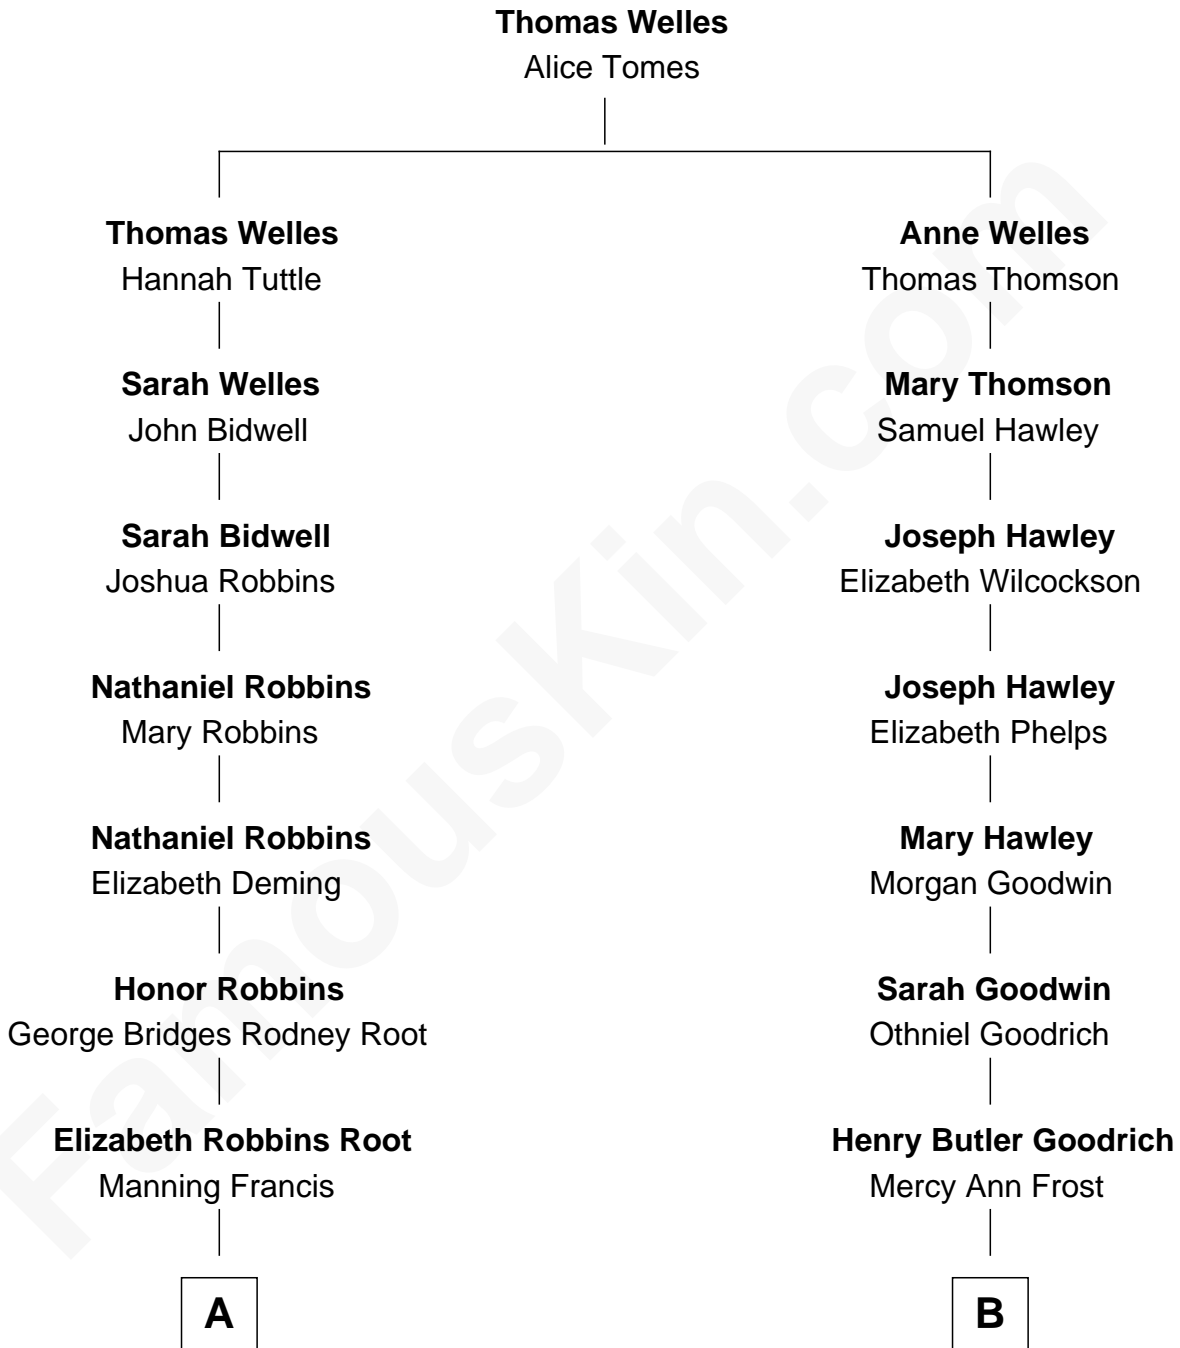 Thomas Welles
Alice Tomes
Thomas Welles
Hannah Tuttle
Anne Welles
Thomas Thomson
Sarah Welles
John Bidwell
Mary Thomson
Samuel Hawley
Sarah Bidwell
Joshua Robbins
Joseph Hawley
Elizabeth Wilcockson
Nathaniel Robbins
Mary Robbins
Joseph Hawley
Elizabeth Phelps
Nathaniel Robbins
Elizabeth Deming
Mary Hawley
Morgan Goodwin
Honor Robbins
George Bridges Rodney Root
Sarah Goodwin
Othniel Goodrich
Elizabeth Robbins Root
Manning Francis
Henry Butler Goodrich
Mercy Ann Frost
A
B
FamousKin.com